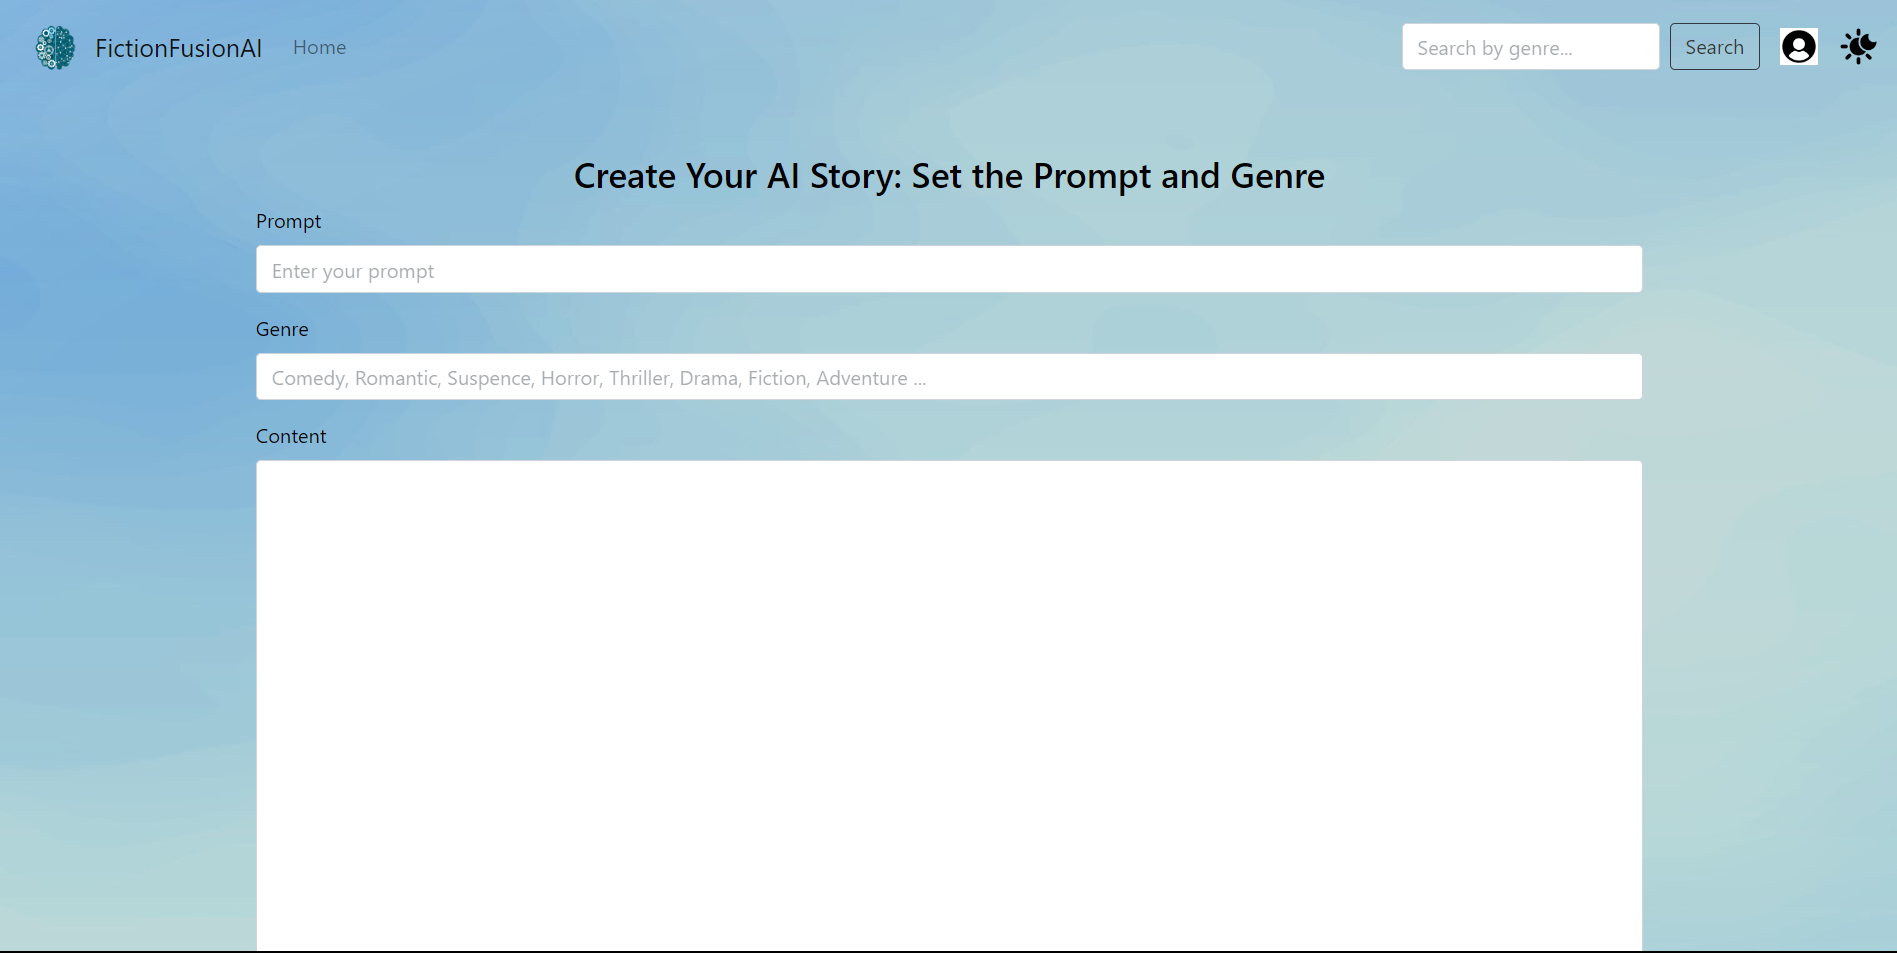 FictionFusionAI Home Search by genre... Search
Create Your AI Story: Set the Prompt and Genre
Prompt
Enter your prompt
Genre
Comedy, Romantic, Suspence, Horror, Thriller, Drama, Fiction, Adventure ...
Content